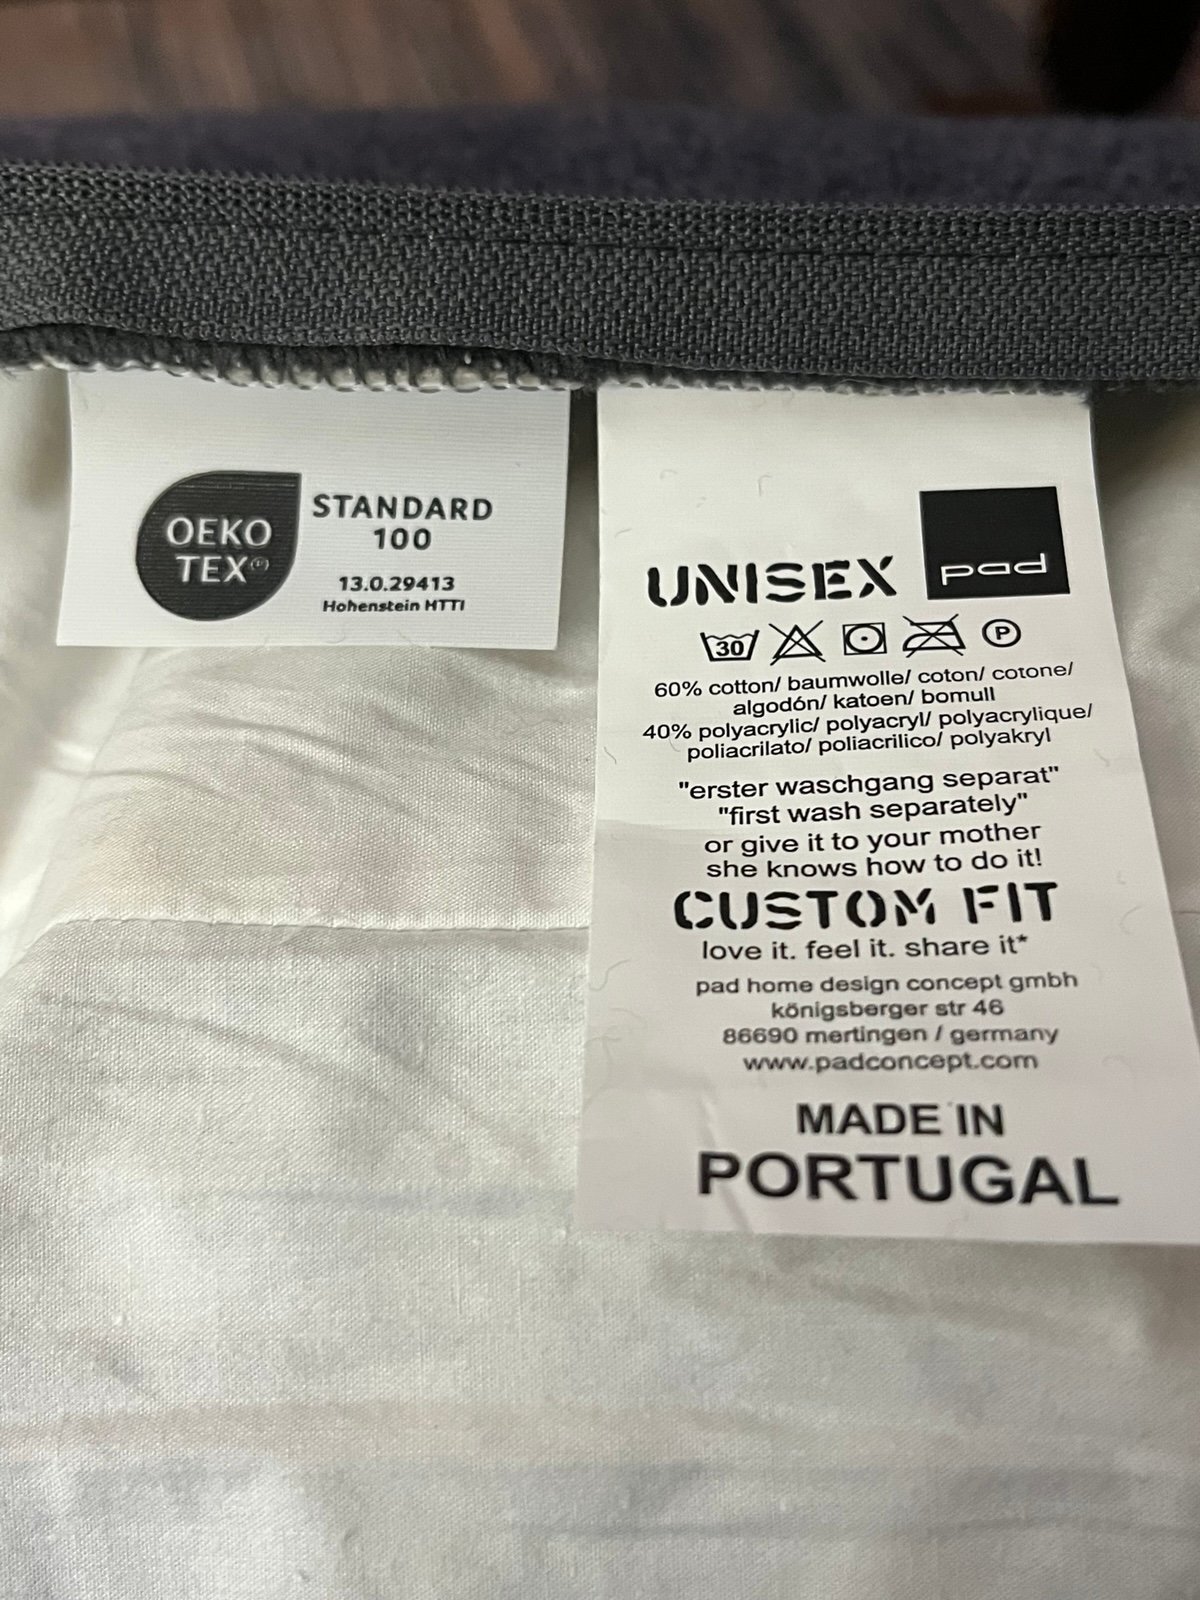 OEKO
TEX®
STANDARD
100
13.0.29413
Hohenstein HTTI
UNISEX
pad
30
P
60% cotton/ baumwolle/ coton/ cotone/
algodón/ katoen/ bomull
40% polyacrylic/ polyacryl/ polyacrylique/
poliacrilato/ poliacrilico/ polyakryl
"erster waschgang separat"
"first wash separately"
or give it to your mother
she knows how to do it!
CUSTOM FIT
love it. feel it. share it*
pad home design concept gmbh
königsberger str 46
86690 mertingen / germany
www.padconcept.com
MADE IN
PORTUGAL